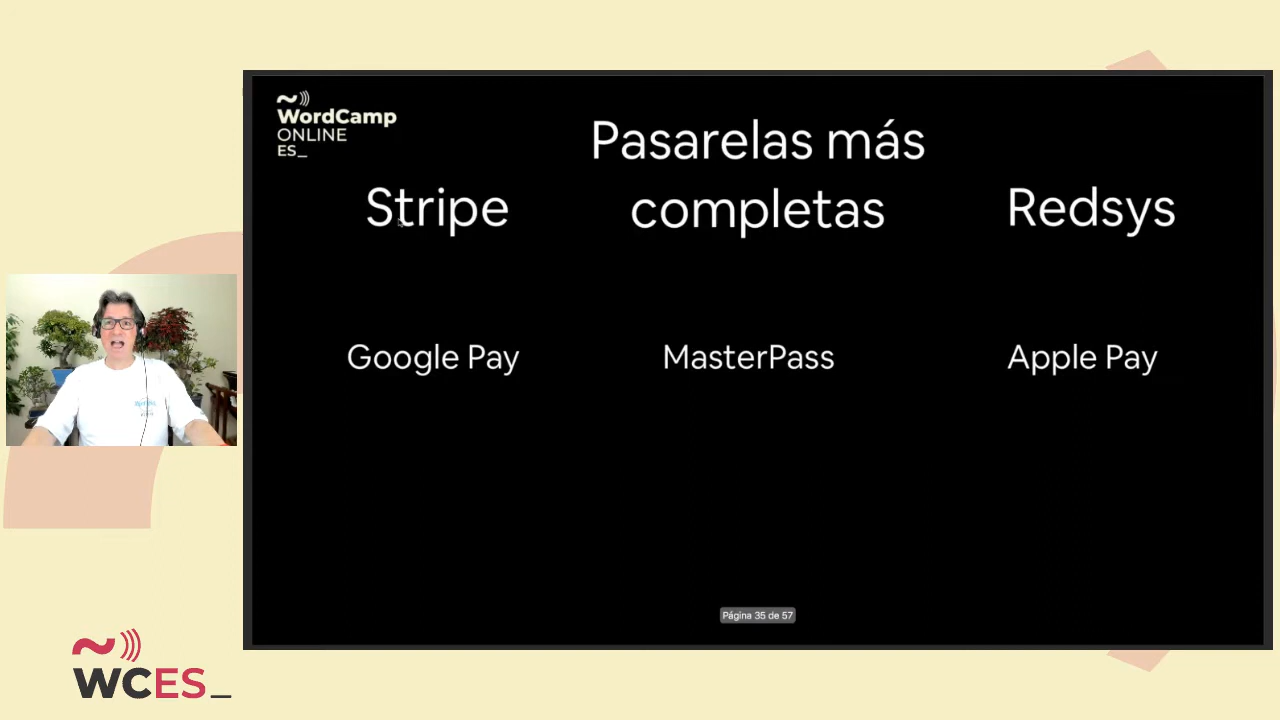 WordCamp
ONLINE
ES_
Pasarelas más
completas
Stripe
Redsys
Google Pay
MasterPass
Apple Pay
Página 35 de 57
WCES_